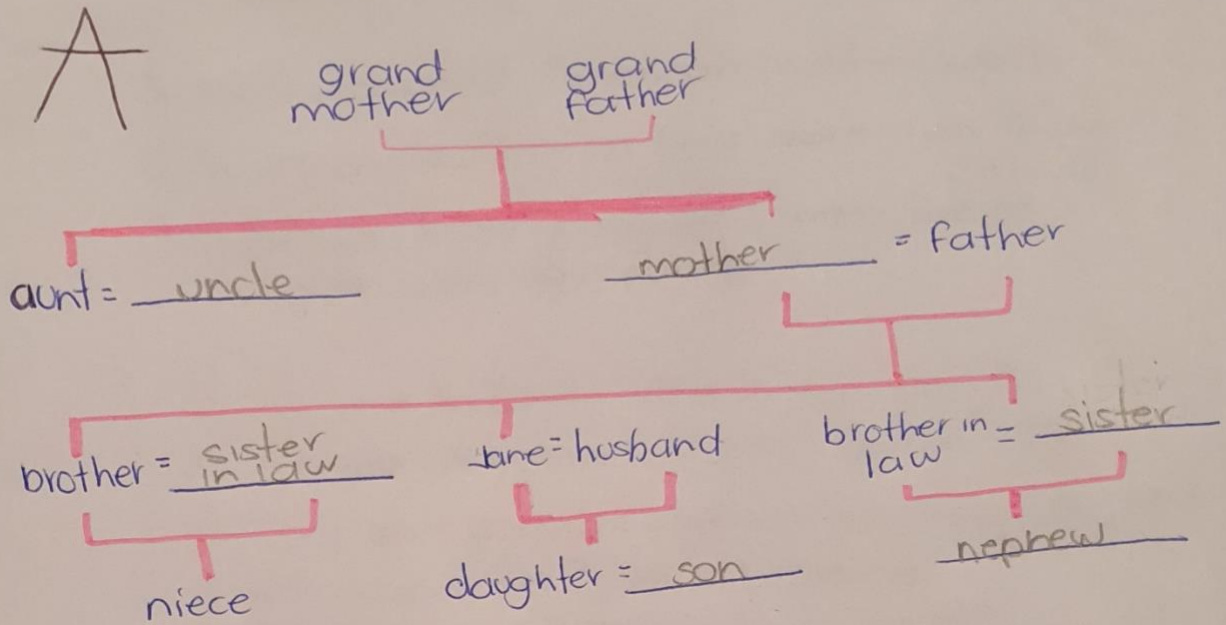 A
grand grand
mother father
aunt = uncle mother = father
brother = sister in law Jane = husband brother in law = sister
niece daughter = son nephew